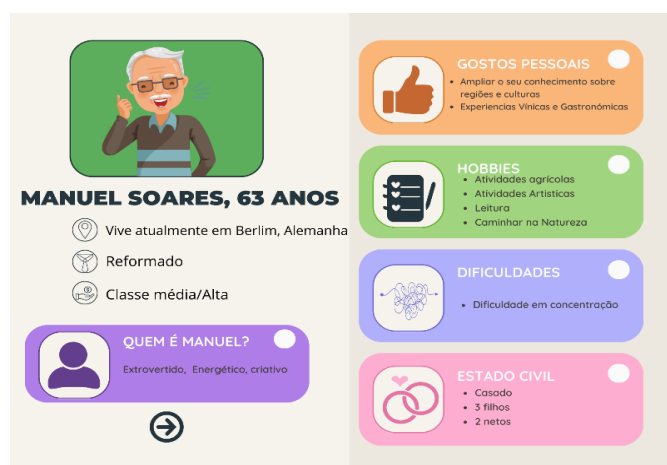 MANUEL SOARES, 63 ANOS
Vive atualmente em Berlim, Alemanha
Reformado
Classe média/Alta
QUEM É MANUEL?
Extrovertido, Energético, criativo
GOSTOS PESSOAIS
• Ampliar o seu conhecimento sobre
regiões e culturas
• Experiencias Vínicas e Gastronómicas
HOBBIES
• Atividades agrícolas
• Atividades Artisticas
• Leitura
• Caminhar na Natureza
DIFICULDADES
• Dificuldade em concentração
ESTADO CIVIL
• Casado
• 3 filhos
• 2 netos